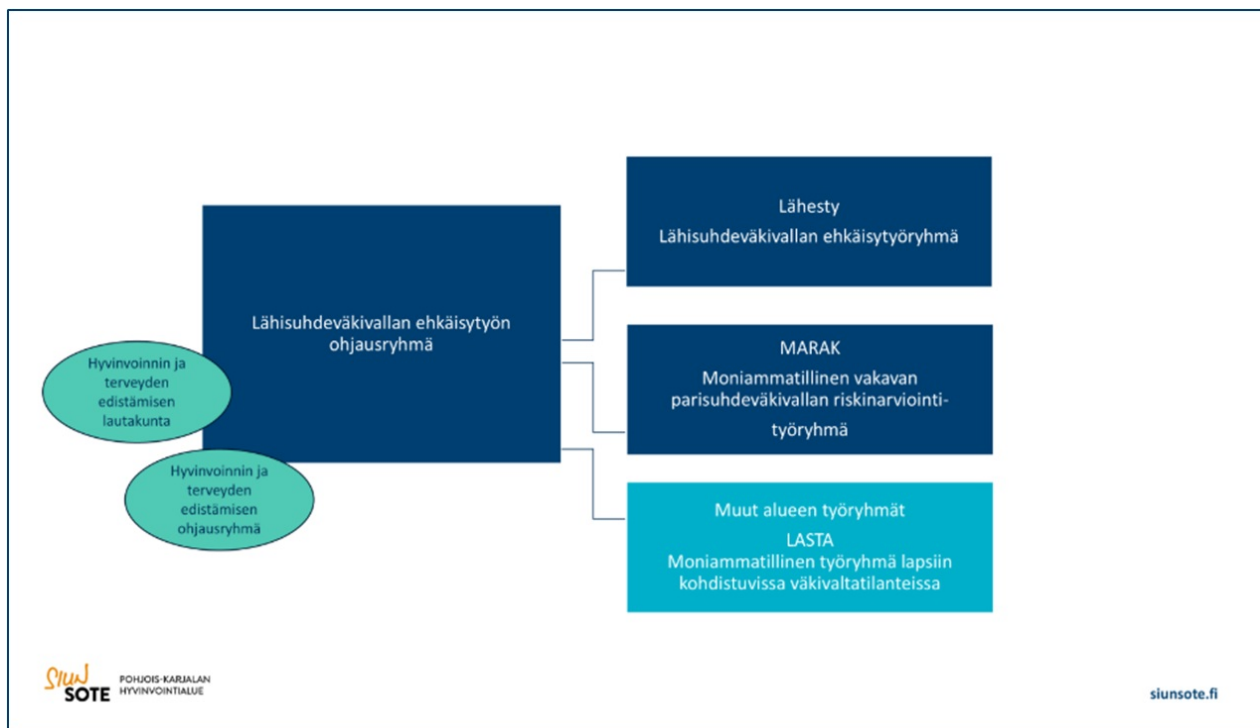 Lähesty
Lähisuhdeväkivallan ehkäisytyöryhmä
Lähisuhdeväkivallan ehkäisytyön
ohjausryhmä
Hyvinvoinnin ja
terveyden
edistämisen
lautakunta
Hyvinvoinnin ja
terveyden
edistämisen
ohjausryhmä
MARAK
Moniammatillinen vakavan
parisuhdeväkivallan riskinarviointi-
työryhmä
Muut alueen työryhmät
LASTA
Moniammatillinen työryhmä lapsiin
kohdistuvissa väkivaltatilanteissa
SIUN
SOTE
POHJOIS-KARJALAN
HYVINVOINTIALUE
siunsote.fi